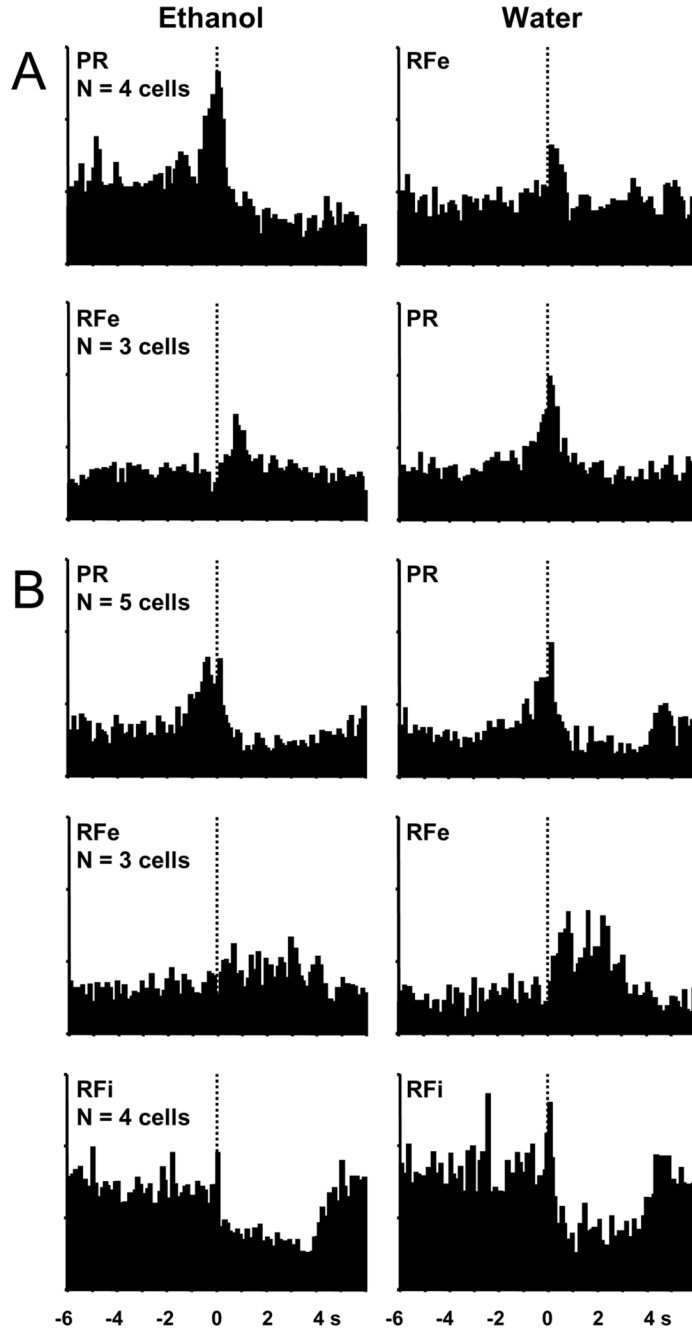 Ethanol Water
A
PR
N = 4 cells
RFe
RFe
N = 3 cells
PR
B
PR
N = 5 cells
PR
RFe
N = 3 cells
RFe
RFi
N = 4 cells
RFi
-6 -4 -2 0 2 4 s
-6 -4 -2 0 2 4 s